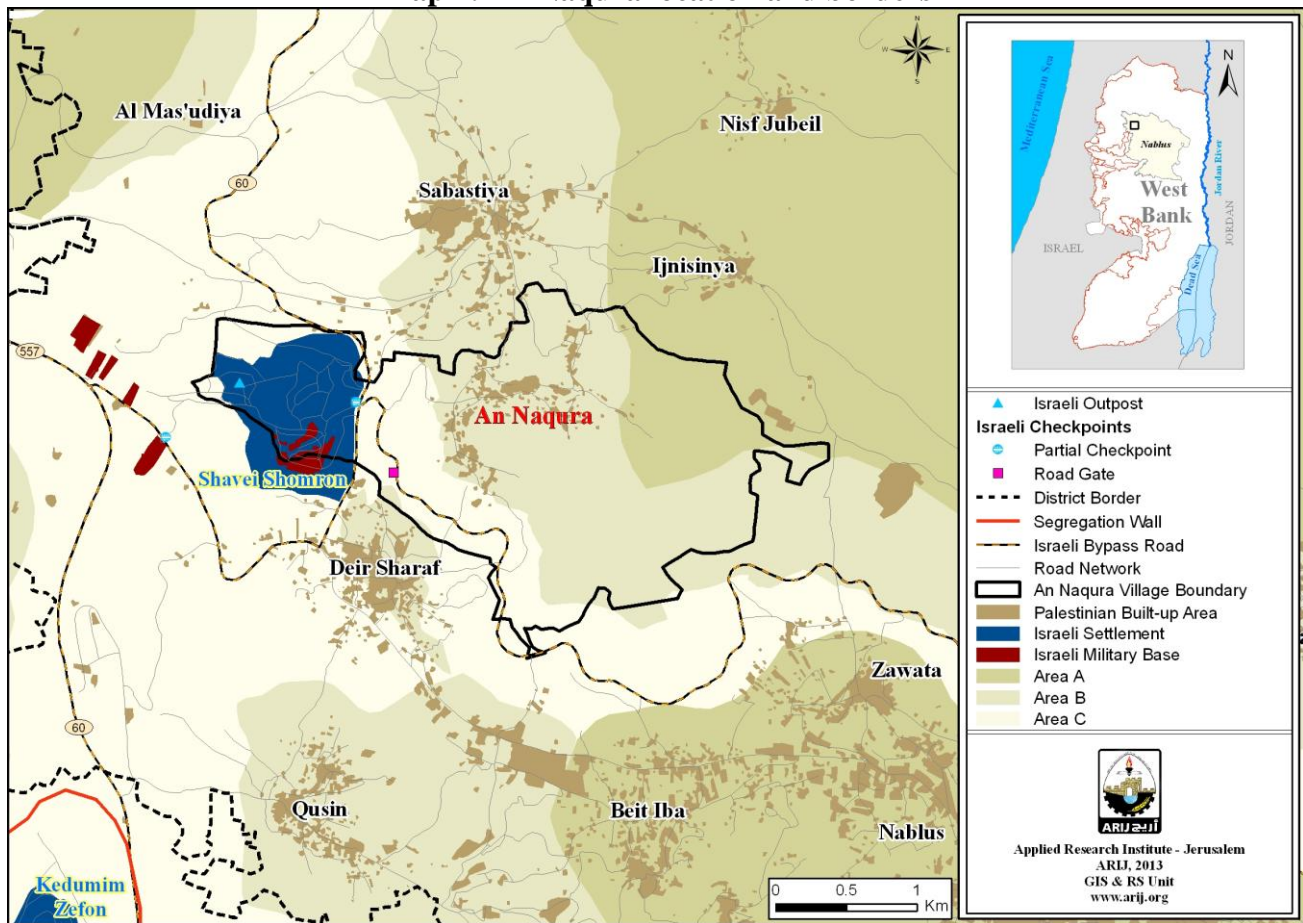 N
W
E
S
Al Mas'udiya
Nisf Jubeil
60
Sabastiya
Ijnisinya
557
An Naqura
Shavei Shomron
Deir Sharaf
Zawata
60
Qusin
Beit Iba
Nablus
Kedumim
Zefon
0 0.5 1
Km
N
Mediterranean Sea
Nablus
West
Bank
Jordan River
JORDAN
ISRAEL
Dead Sea
Israeli Outpost
Israeli Checkpoints
Partial Checkpoint
Road Gate
District Border
Segregation Wall
Israeli Bypass Road
Road Network
An Naqura Village Boundary
Palestinian Built-up Area
Israeli Settlement
Israeli Military Base
Area A
Area B
Area C
ARIJ أريج
Applied Research Institute - Jerusalem
ARIJ, 2013
GIS & RS Unit
www.arij.org